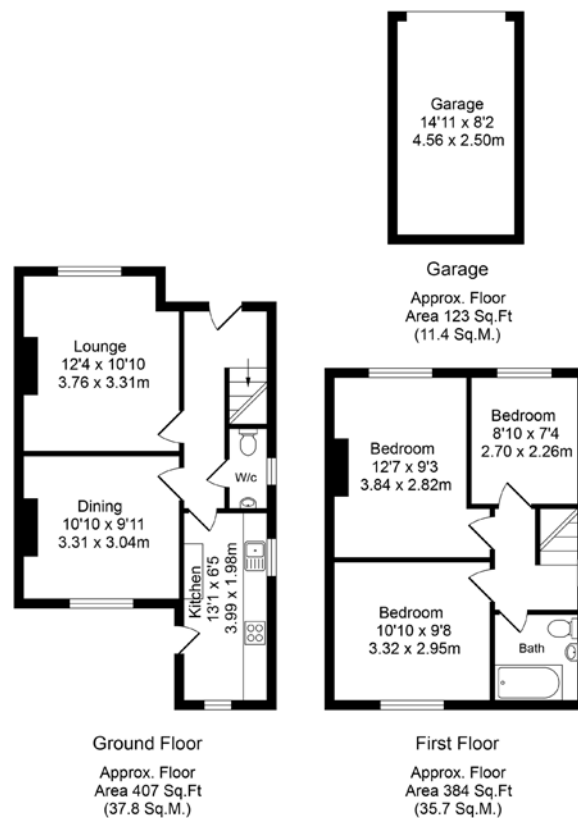 Garage
14'11 x 8'2
4.56 x 2.50m
Garage
Approx. Floor
Area 123 Sq.Ft
(11.4 Sq.M.)
Lounge
12'4 x 10'10
3.76 x 3.31m
W/c
Dining
10'10 x 9'11
3.31 x 3.04m
Kitchen
13'1 x 6'5
3.99 x 1.98m
Ground Floor
Approx. Floor
Area 407 Sq.Ft
(37.8 Sq.M.)
Bedroom
8'10 x 7'4
2.70 x 2.26m
Bedroom
12'7 x 9'3
3.84 x 2.82m
Bedroom
10'10 x 9'8
3.32 x 2.95m
Bath
First Floor
Approx. Floor
Area 384 Sq.Ft
(35.7 Sq.M.)